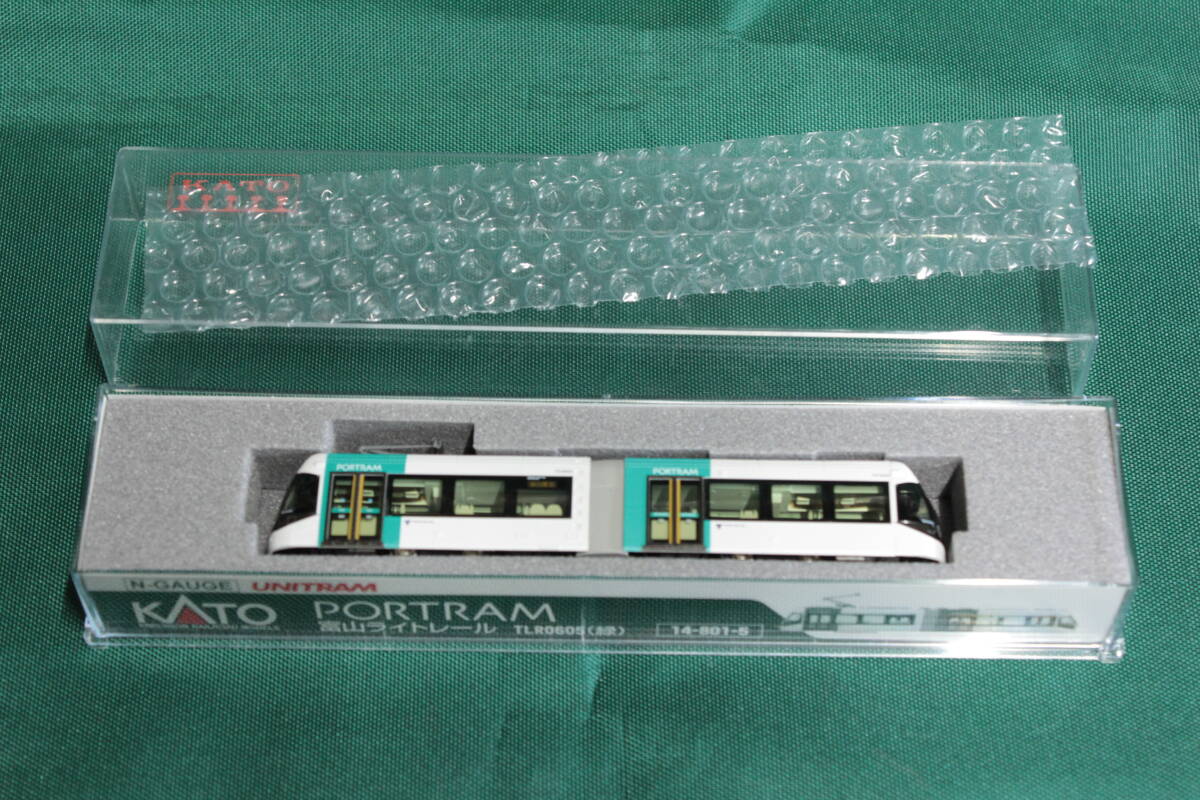 KATO
PORTRAM
PORTRAM
N-GAUGE UNITRAM
KATO PORTRAM
富山ライトレール TLR0605(緑) 14-801-5